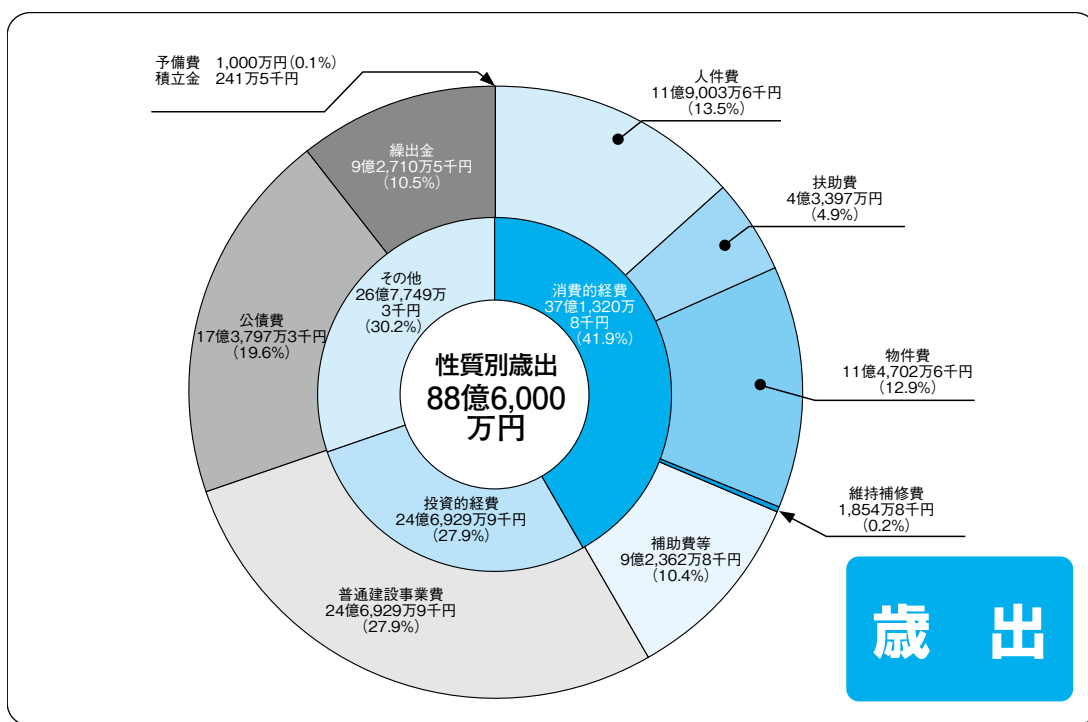 予備費 1,000万円(0.1%)
積立金 241万5千円
人件費
11億9,003万6千円
(13.5%)
扶助費
4億3,397万円
(4.9%)
物件費
11億4,702万6千円
(12.9%)
維持補修費
1,854万8千円
(0.2%)
補助費等
9億2,362万8千円
(10.4%)
普通建設事業費
24億6,929万9千円
(27.9%)
公債費
17億3,797万3千円
(19.6%)
繰出金
9億2,710万5千円
(10.5%)
消費的経費
37億1,320万
8千円
(41.9%)
投資的経費
24億6,929万9千円
(27.9%)
その他
26億7,749万
3千円
(30.2%)
性質別歳出
88億6,000
万円
歳 出